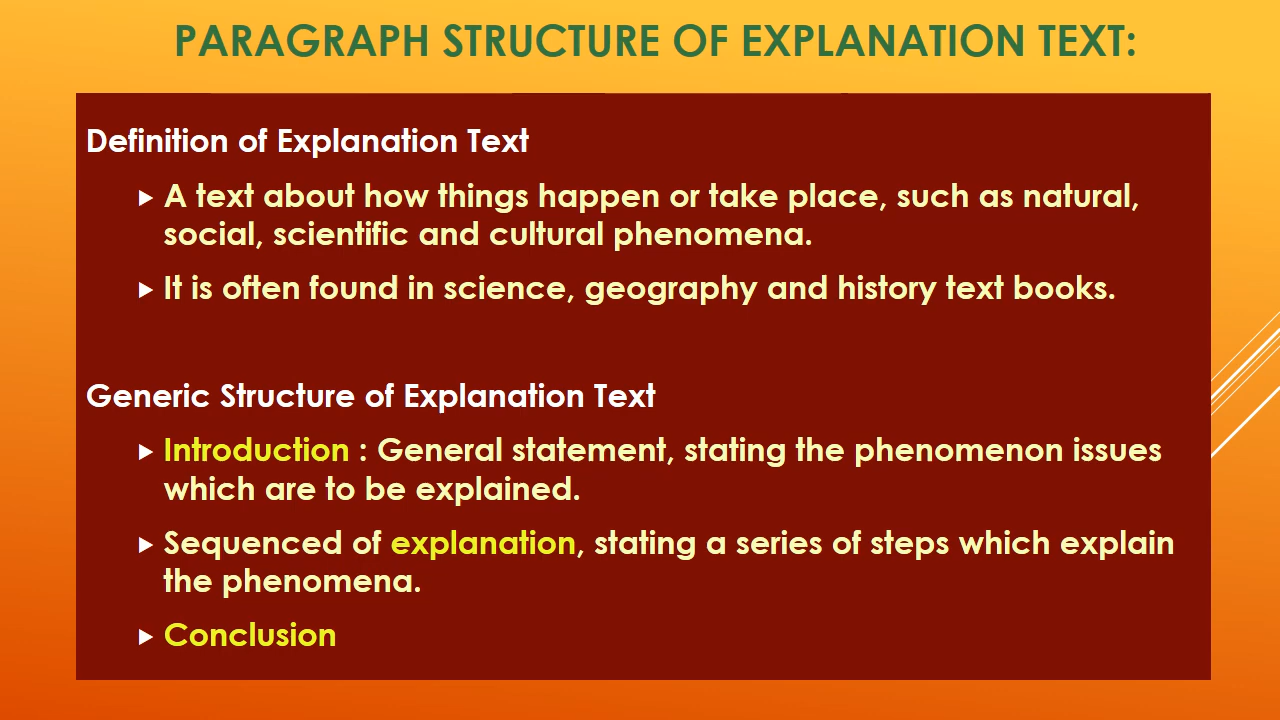 PARAGRAPH STRUCTURE OF EXPLANATION TEXT:
Definition of Explanation Text
A text about how things happen or take place, such as natural,
social, scientific and cultural phenomena.
It is often found in science, geography and history text books.
Generic Structure of Explanation Text
Introduction : General statement, stating the phenomenon issues
which are to be explained.
Sequenced of explanation, stating a series of steps which explain
the phenomena.
Conclusion